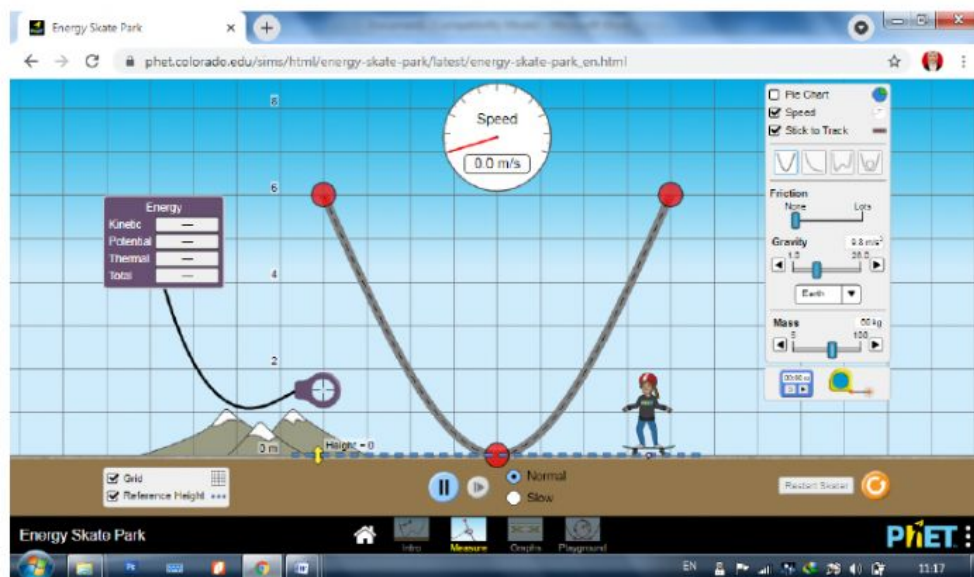 Energy Skate Park
phet.colorado.edu/sims/html/energy-skate-park/latest/energy-skate-park_en.html
8
6
4
2
0 m
Height = 0
Energy
Kinetic —
Potential —
Thermal —
Total —
Speed
0.0 m/s
Pie Chart
Speed
Stick to Track
Friction
None Lots
Gravity 9.8 m/s²
1.0 26.0
Earth
Mass 60 kg
5 100
Grid
Reference Height
Normal
Slow
Restart Skater
Energy Skate Park
Intro Measure Graphs Playground
PhET
EN 11:17